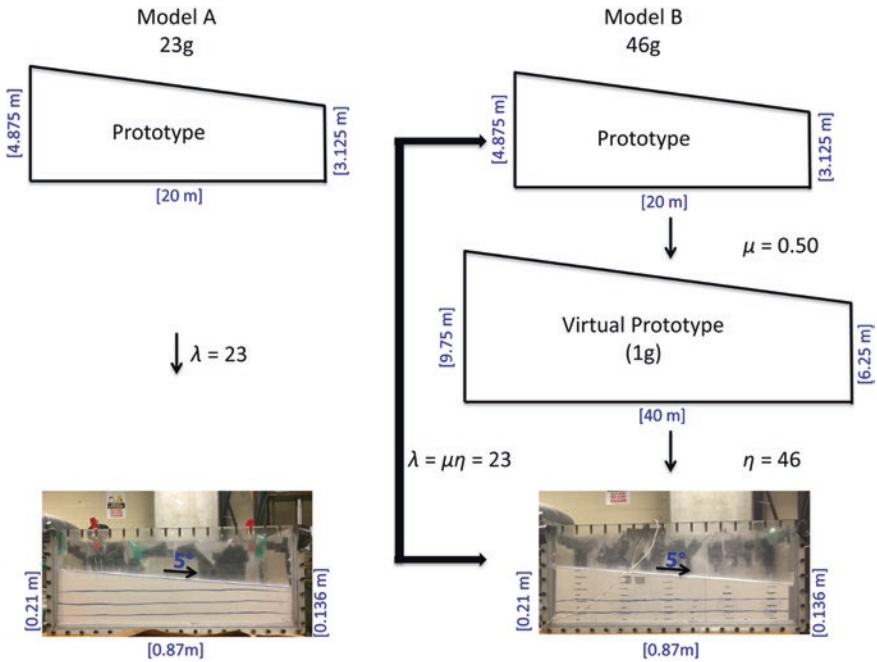 Model A
23g
[4.875 m]
Prototype
[3.125 m]
[20 m]
λ = 23
5°
[0.21 m]
[0.136 m]
[0.87m]
Model B
46g
[4.875 m]
Prototype
[3.125 m]
[20 m]
μ = 0.50
[9.75 m]
Virtual Prototype
(1g)
[6.25 m]
[40 m]
λ = μη = 23
η = 46
5°
[0.21 m]
[0.136 m]
[0.87m]